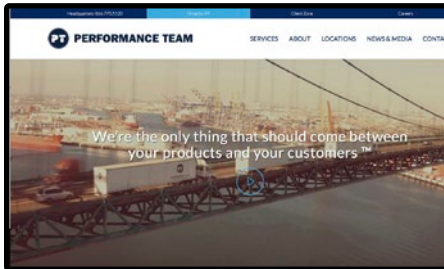 Client Zone
Careers
PT PERFORMANCE TEAM
SERVICES
ABOUT
LOCATIONS
NEWS & MEDIA
CONTA
We're the only thing that should come between
your products and your customers ™